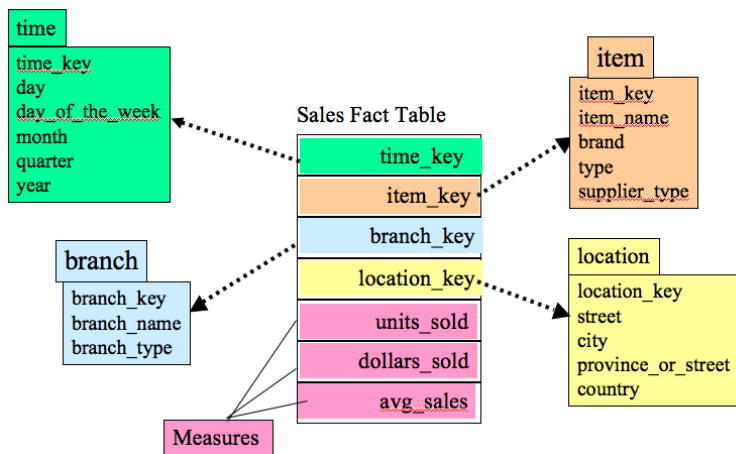 time
time_key
day
day_of_the_week
month
quarter
year
item
item_key
item_name
brand
type
supplier_type
Sales Fact Table
time_key
item_key
branch_key
location_key
units_sold
dollars_sold
avg_sales
branch
branch_key
branch_name
branch_type
location
location_key
street
city
province_or_street
country
Measures